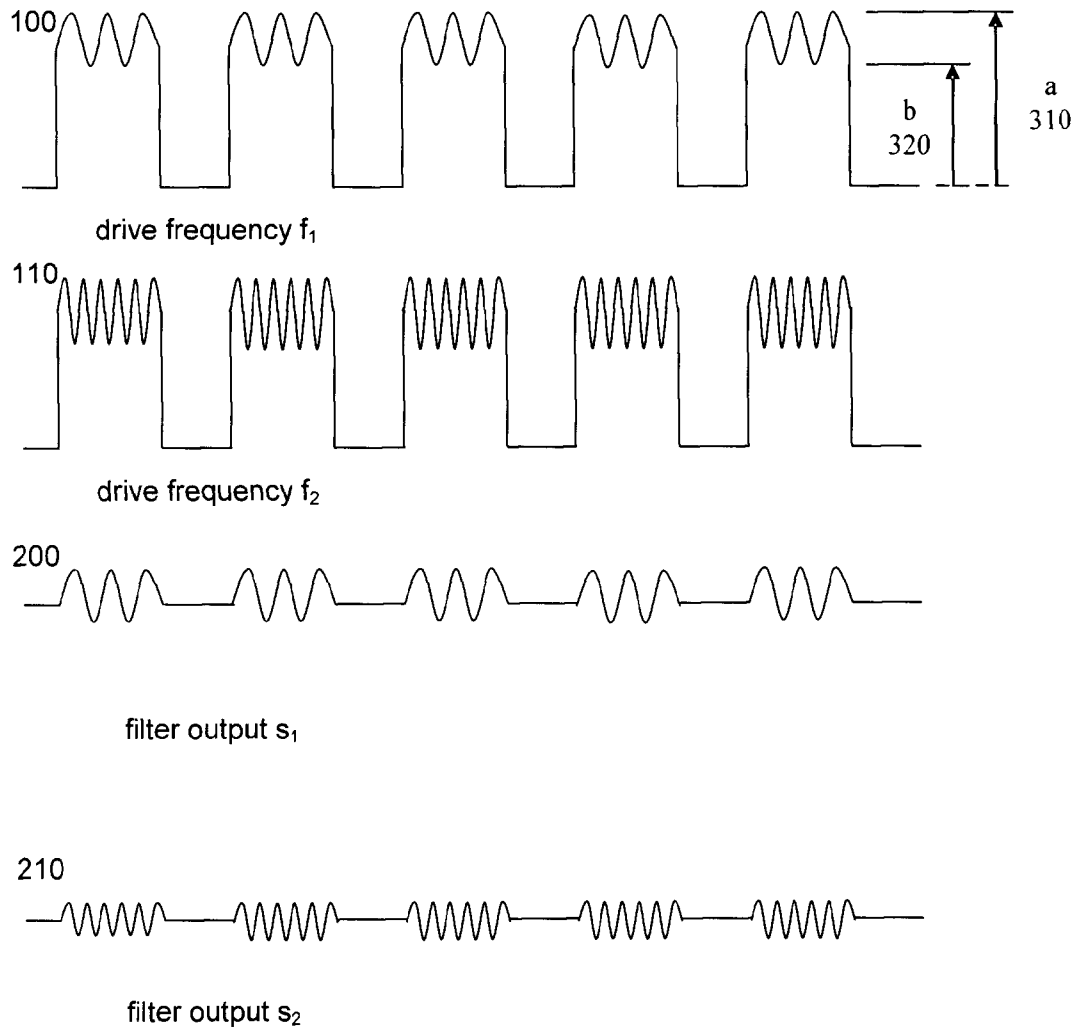 100
a
310
b
320
drive frequency f₁
110
drive frequency f₂
200
filter output s₁
210
filter output s₂